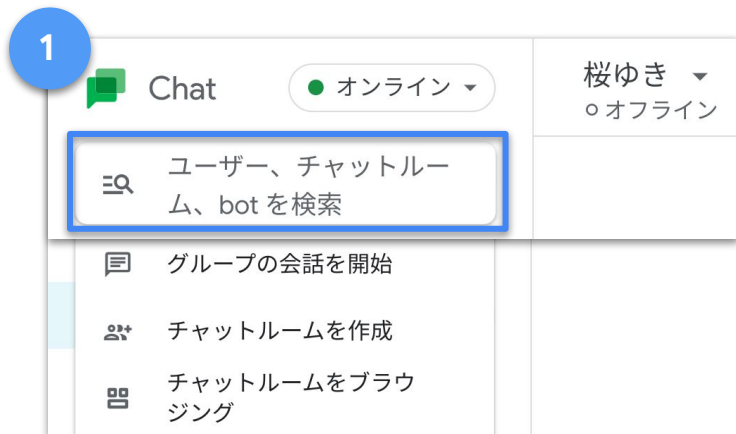 1
Chat
オンライン
桜ゆき
オフライン
ユーザー、チャットルー
ム、bot を検索
グループの会話を開始
チャットルームを作成
チャットルームをブラウ
ジング